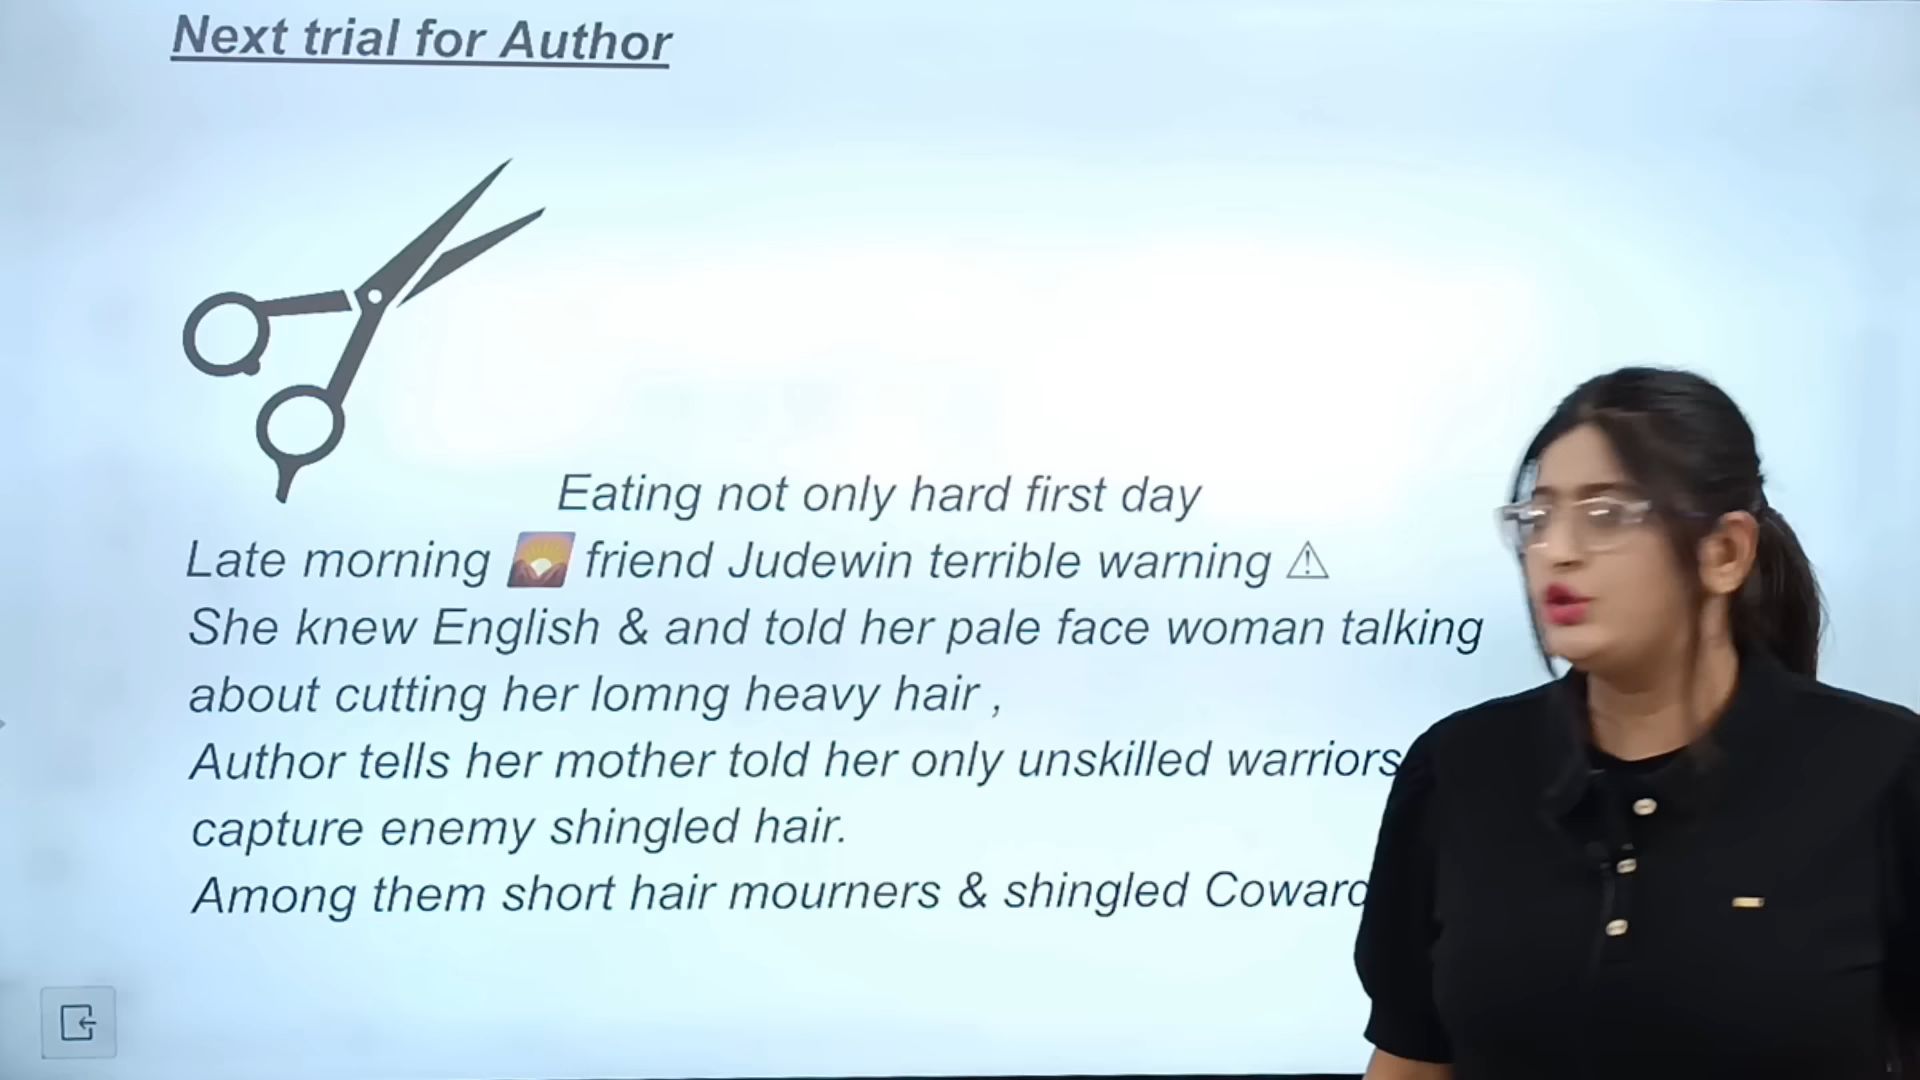 Next trial for Author
Eating not only hard first day
Late morning 🌄 friend Judewin terrible warning ⚠
She knew English & and told her pale face woman talking
about cutting her lomng heavy hair ,
Author tells her mother told her only unskilled warriors
capture enemy shingled hair.
Among them short hair mourners & shingled Coward